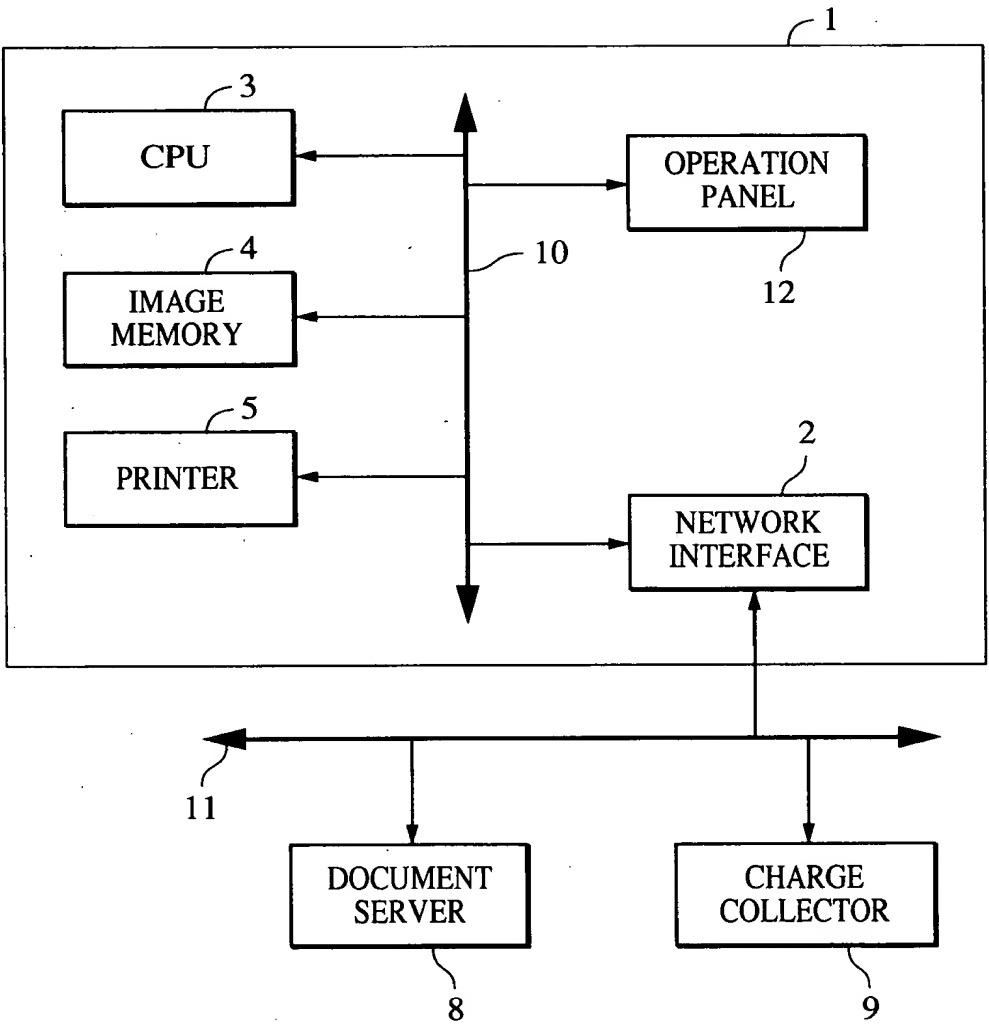 1
3
CPU
OPERATION
PANEL
12
10
4
IMAGE
MEMORY
5
PRINTER
2
NETWORK
INTERFACE
11
DOCUMENT
SERVER
8
CHARGE
COLLECTOR
9